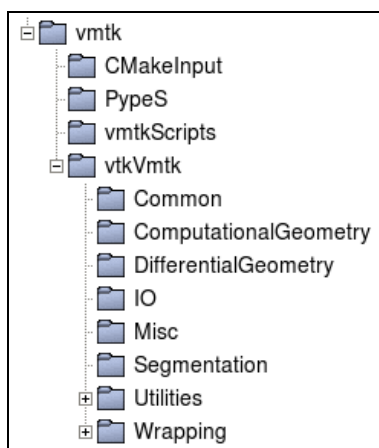 vmtk
CMakeInput
PypeS
vmtkScripts
vtkVmtk
Common
ComputationalGeometry
DifferentialGeometry
IO
Misc
Segmentation
Utilities
Wrapping